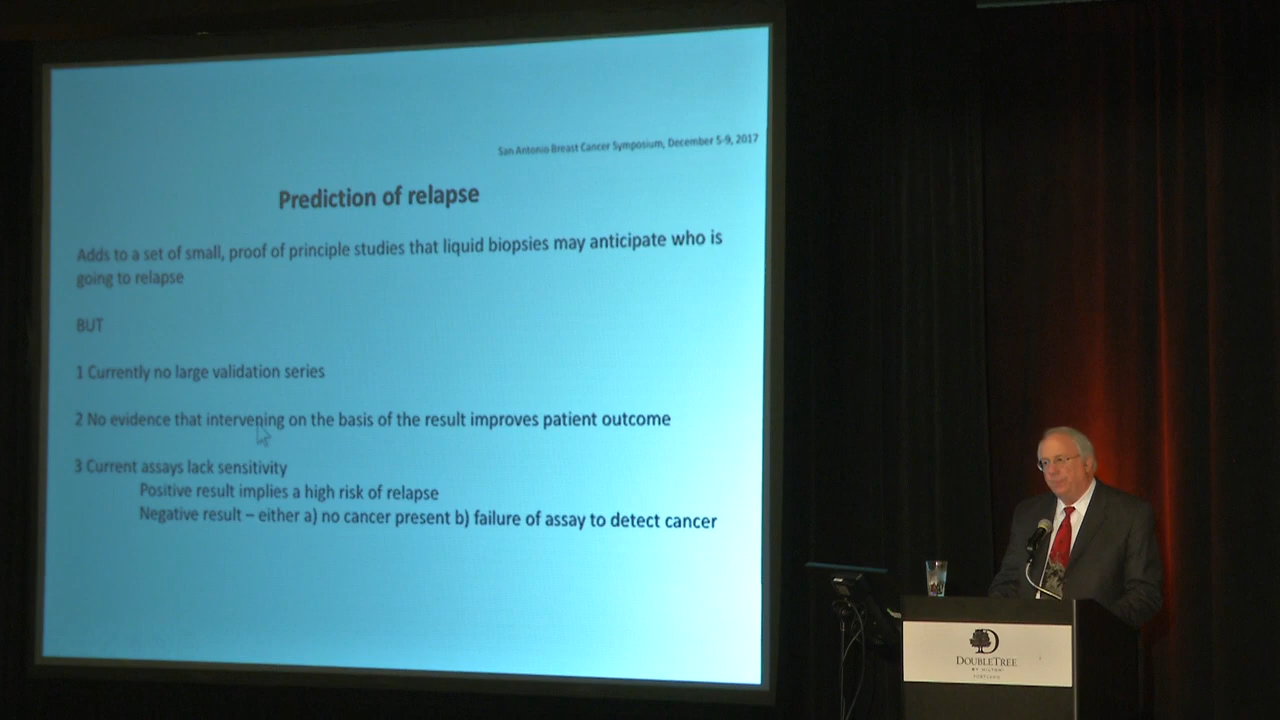 San Antonio Breast Cancer Symposium, December 5-9, 2017
Prediction of relapse
Adds to a set of small, proof of principle studies that liquid biopsies may anticipate who is
going to relapse
BUT
1 Currently no large validation series
2 No evidence that intervening on the basis of the result improves patient outcome
3 Current assays lack sensitivity
Positive result implies a high risk of relapse
Negative result – either a) no cancer present b) failure of assay to detect cancer
D
DOUBLETREE
BY HILTON
PORTLAND